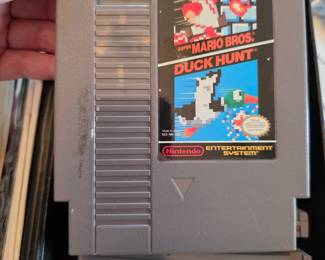 SUPER MARIO BROS.
DUCK HUNT
Nintendo
ENTERTAINMENT
SYSTEM